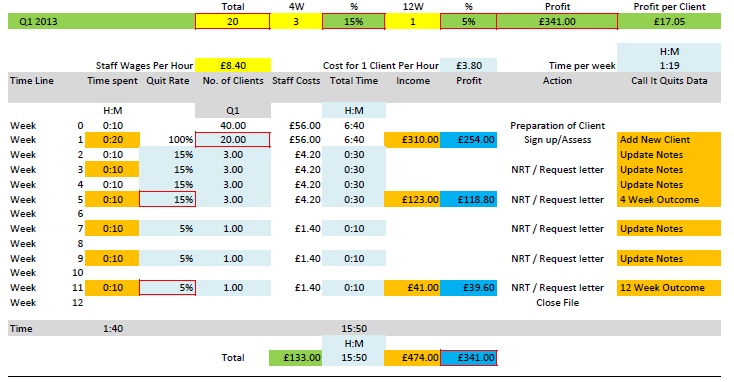 Total 4W % 12W % Profit Profit per Client
Q1 2013 20 3 15% 1 5% £341.00 £17.05
H:M
Staff Wages Per Hour £8.40 Cost for 1 Client Per Hour £3.80 Time per week 1:19
Time Line Time spent Quit Rate No. of Clients Staff Costs Total Time Income Profit Action Call It Quits Data
H:M Q1 H:M
Week 0 0:10 40.00 £56.00 6:40 Preparation of Client
Week 1 0:20 100% 20.00 £56.00 6:40 £310.00 £254.00 Sign up/Assess Add New Client
Week 2 0:10 15% 3.00 £4.20 0:30 Update Notes
Week 3 0:10 15% 3.00 £4.20 0:30 NRT / Request letter Update Notes
Week 4 0:10 15% 3.00 £4.20 0:30 Update Notes
Week 5 0:10 15% 3.00 £4.20 0:30 £123.00 £118.80 NRT / Request letter 4 Week Outcome
Week 6
Week 7 0:10 5% 1.00 £1.40 0:10 NRT / Request letter Update Notes
Week 8
Week 9 0:10 5% 1.00 £1.40 0:10 NRT / Request letter Update Notes
Week 10
Week 11 0:10 5% 1.00 £1.40 0:10 £41.00 £39.60 NRT / Request letter 12 Week Outcome
Week 12 Close File
Time 1:40 15:50
H:M
Total £133.00 15:50 £474.00 £341.00